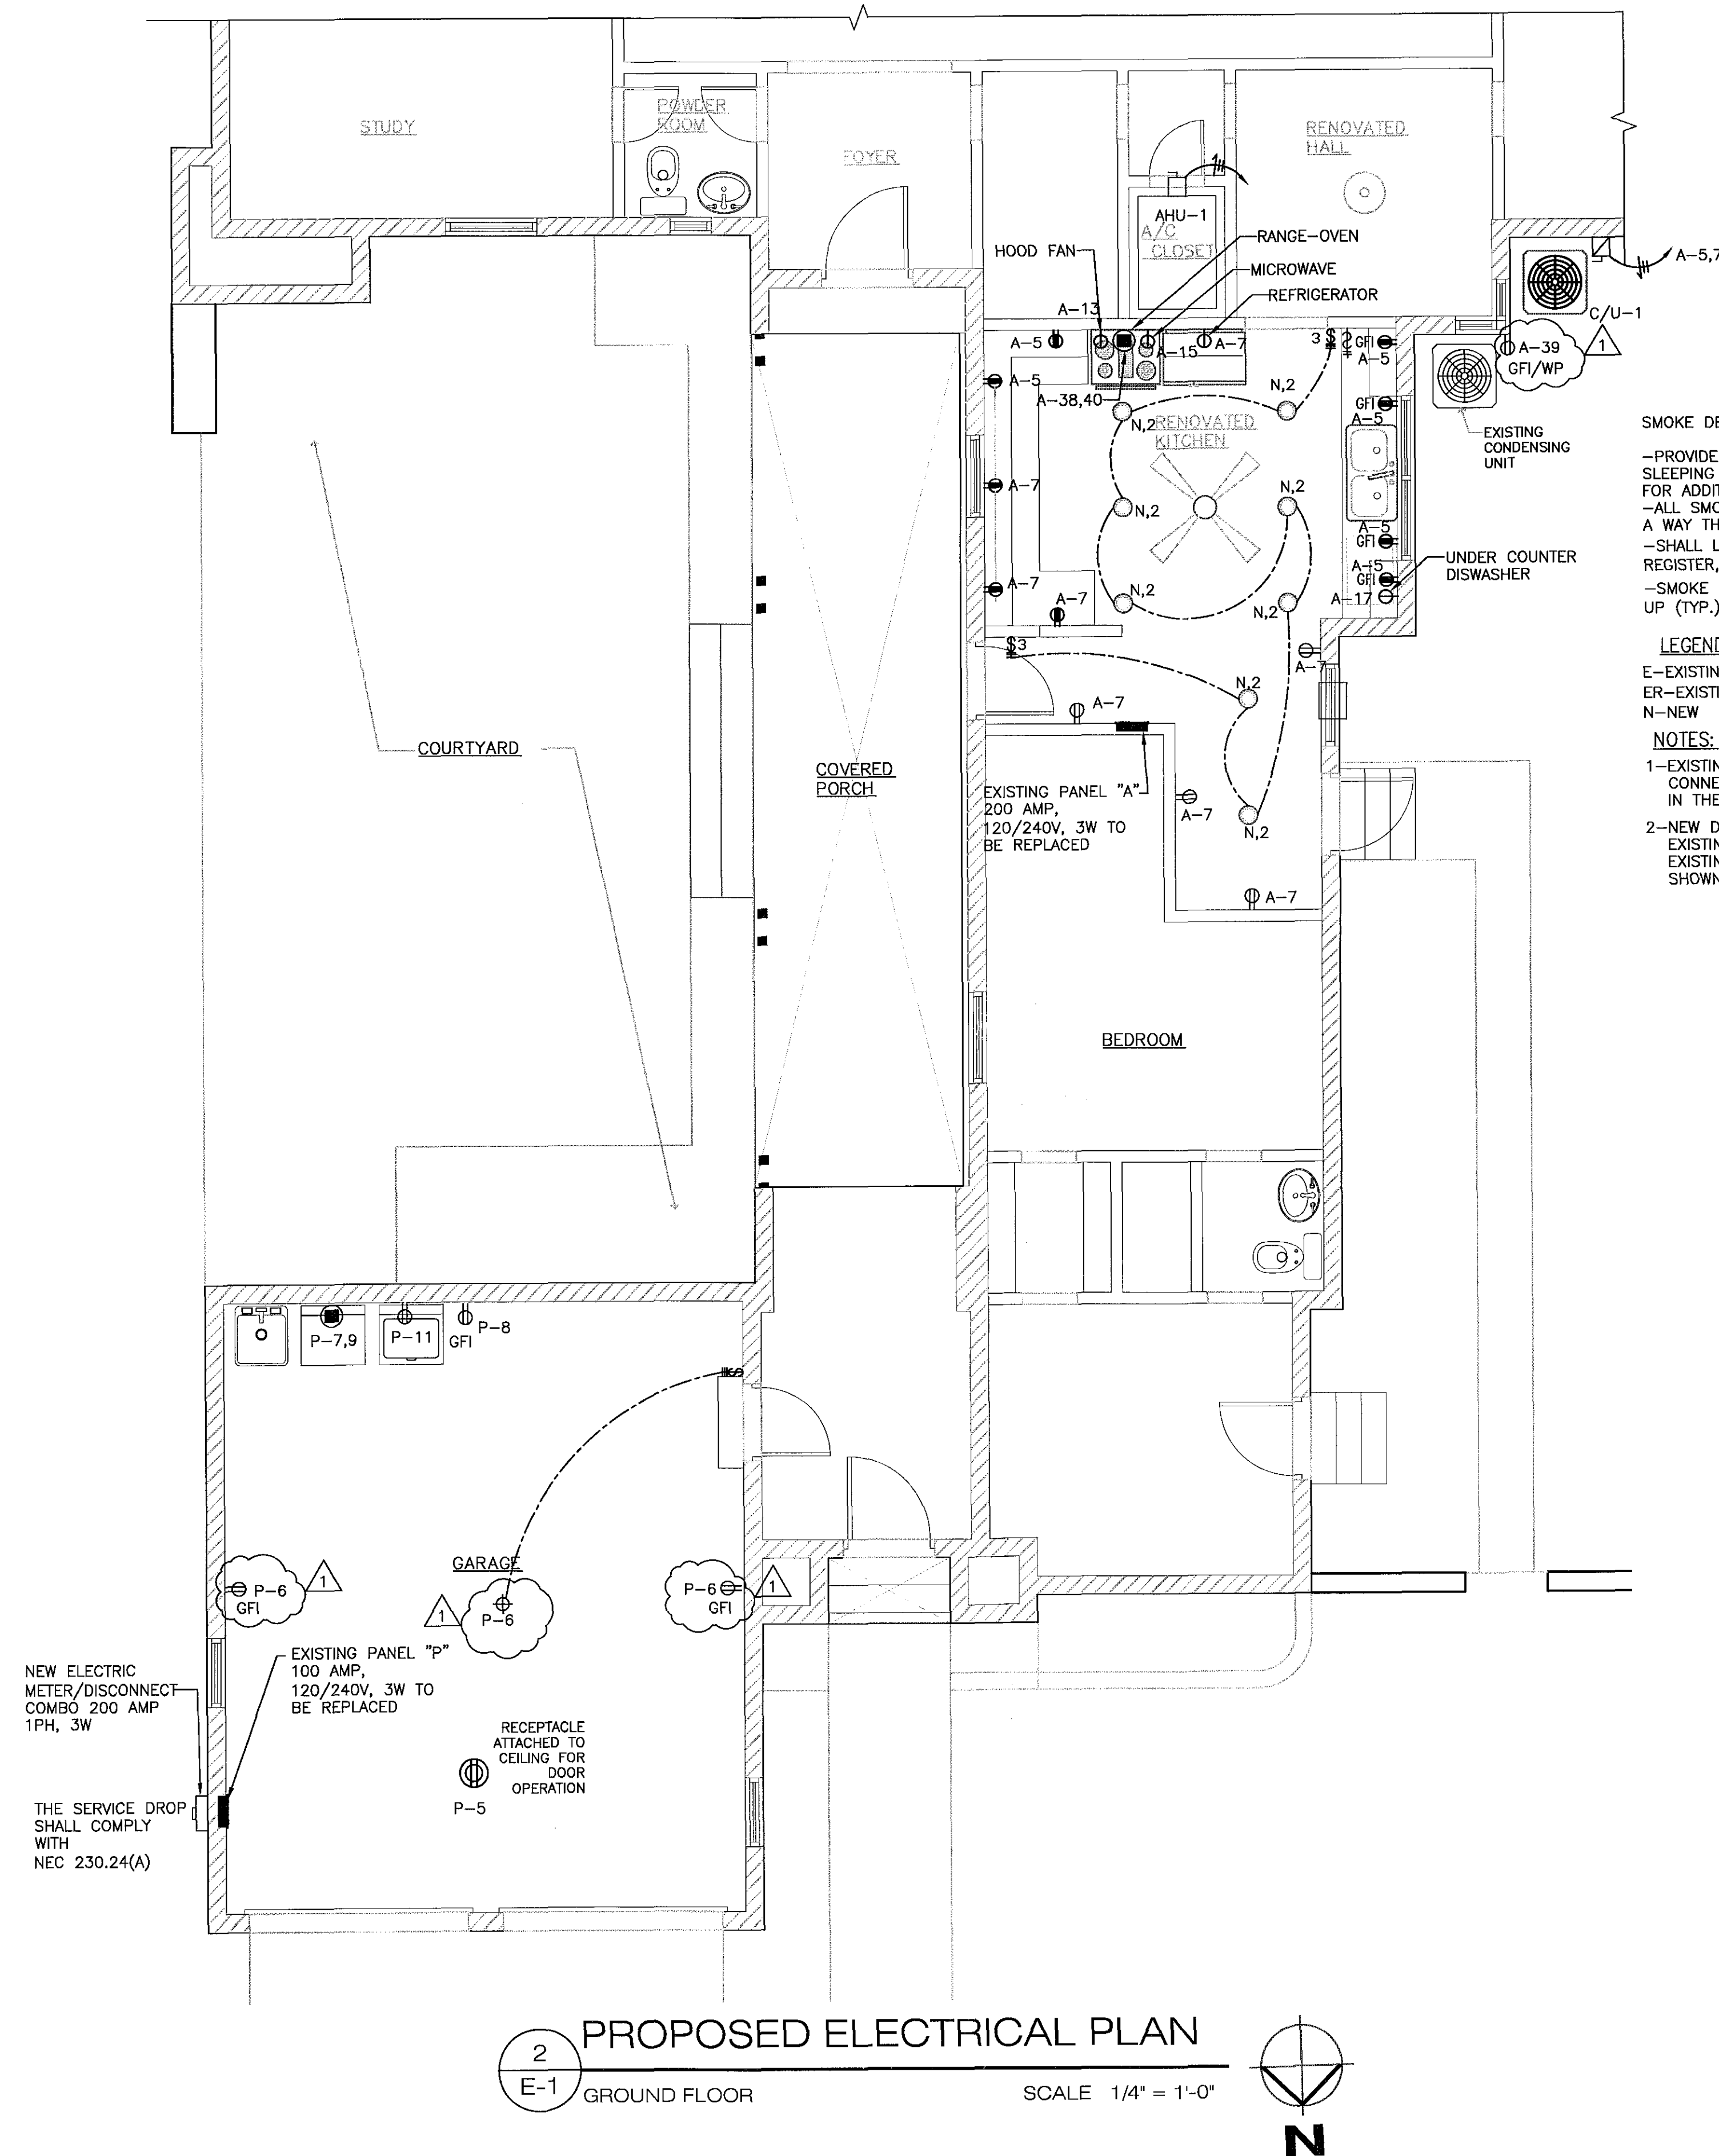 STUDY
POWDER
ROOM
FOYER
RENOVATED
HALL
AHU-1
A/C
CLOSET
HOOD FAN
RANGE-OVEN
MICROWAVE
REFRIGERATOR
A-5,7
C/U-1
A-13
A-5
A-15
A-7
3
GFI
A-5
A-39
GFI/WP
1
A-5
A-38,40
N,2
N,2
RENOVATED
KITCHEN
GFI
A-5
EXISTING
CONDENSING
UNIT
A-7
N,2
N,2
A-5
GFI
A-5
GFI
A-17
UNDER COUNTER
DISWASHER
A-7
A-7
N,2
N,2
$3
A-7
A-7
N,2
EXISTING PANEL "A"
200 AMP,
120/240V, 3W TO
BE REPLACED
A-7
N,2
A-7
COURTYARD
COVERED
PORCH
BEDROOM
SMOKE DE
-PROVIDE
SLEEPING
FOR ADDIT
-ALL SMO
A WAY TH
-SHALL L
REGISTER,
-SMOKE
UP (TYP.)
LEGEND
E-EXISTIN
ER-EXISTI
N-NEW
NOTES:
1-EXISTIN
CONNE
IN THE
2-NEW D
EXISTIN
EXISTIN
SHOWN
P-7,9
P-11
GFI
P-8
GARAGE
P-6
GFI
1
1
P-6
P-6
GFI
1
NEW ELECTRIC
METER/DISCONNECT
COMBO 200 AMP
1PH, 3W
EXISTING PANEL "P"
100 AMP,
120/240V, 3W TO
BE REPLACED
RECEPTACLE
ATTACHED TO
CEILING FOR
DOOR
OPERATION
P-5
THE SERVICE DROP
SHALL COMPLY
WITH
NEC 230.24(A)
2
E-1
PROPOSED ELECTRICAL PLAN
GROUND FLOOR
SCALE 1/4" = 1'-0"
N